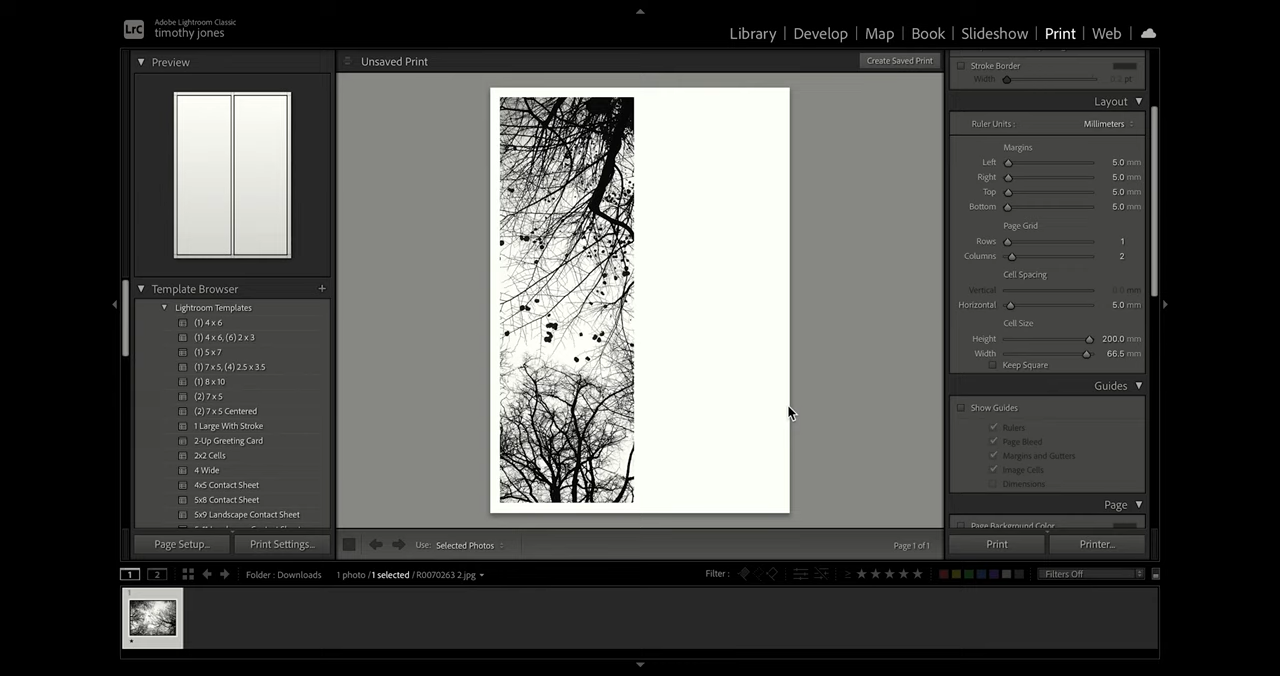 LrC
Adobe Lightroom Classic
timothy jones
Library | Develop | Map | Book | Slideshow | Print | Web
Preview
Template Browser +
Lightroom Templates
(1) 4 x 6
(1) 4 x 6, (6) 2 x 3
(1) 5 x 7
(1) 7 x 5, (4) 2.5 x 3.5
(1) 8 x 10
(2) 7 x 5
(2) 7 x 5 Centered
1 Large With Stroke
2-Up Greeting Card
2x2 Cells
4 Wide
4x5 Contact Sheet
5x8 Contact Sheet
5x9 Landscape Contact Sheet
Page Setup...
Print Settings...
Unsaved Print
Create Saved Print
Use: Selected Photos
Page 1 of 1
Stroke Border
Width 0.0 pt
Layout
Ruler Units : Millimeters
Margins
Left 5.0 mm
Right 5.0 mm
Top 5.0 mm
Bottom 5.0 mm
Page Grid
Rows 1
Columns 2
Cell Spacing
Vertical 0.0 mm
Horizontal 5.0 mm
Cell Size
Height 200.0 mm
Width 66.5 mm
Keep Square
Guides
Show Guides
Rulers
Page Bleed
Margins and Gutters
Image Cells
Dimensions
Page
Page Background Color
Print
Printer...
1 2
Folder : Downloads
1 photo / 1 selected / R0070263 2.jpg
Filter :
≥ ★★★★★
Filters Off
1